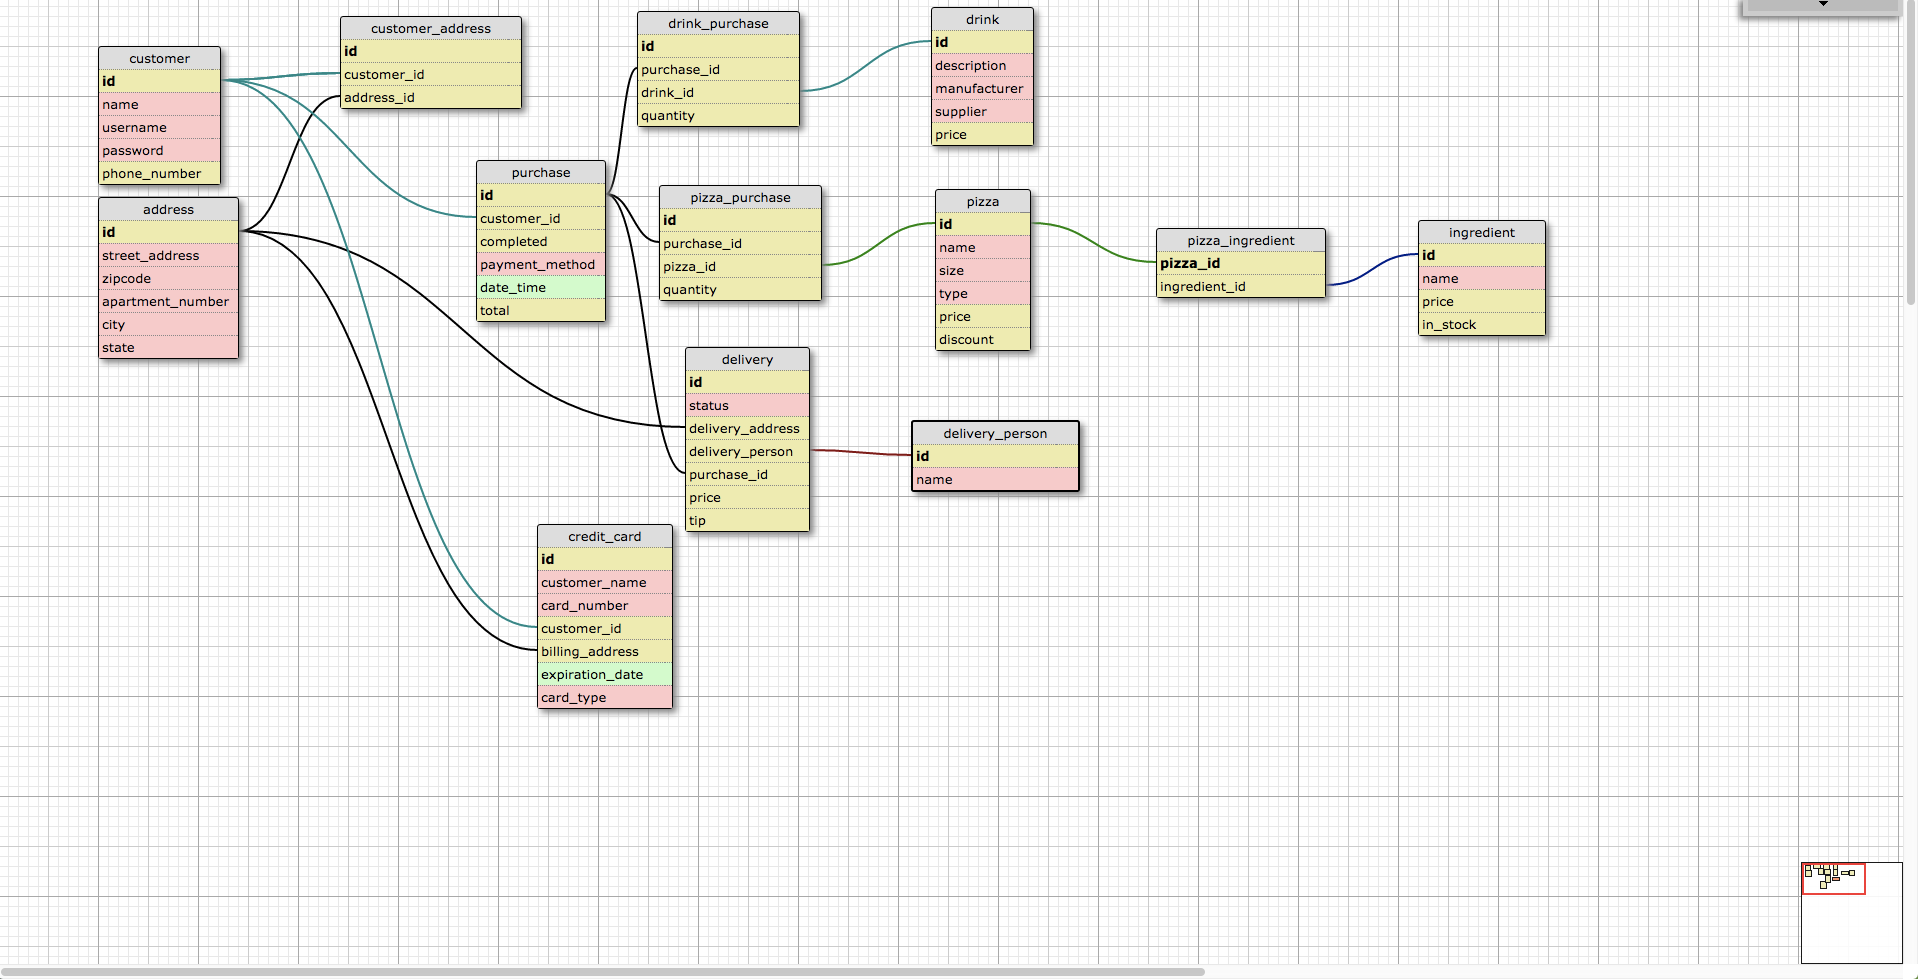 customer
id
name
username
password
phone_number
address
id
street_address
zipcode
apartment_number
city
state
customer_address
id
customer_id
address_id
purchase
id
customer_id
completed
payment_method
date_time
total
drink_purchase
id
purchase_id
drink_id
quantity
pizza_purchase
id
purchase_id
pizza_id
quantity
delivery
id
status
delivery_address
delivery_person
purchase_id
price
tip
credit_card
id
customer_name
card_number
customer_id
billing_address
expiration_date
card_type
drink
id
description
manufacturer
supplier
price
pizza
id
name
size
type
price
discount
delivery_person
id
name
pizza_ingredient
pizza_id
ingredient_id
ingredient
id
name
price
in_stock